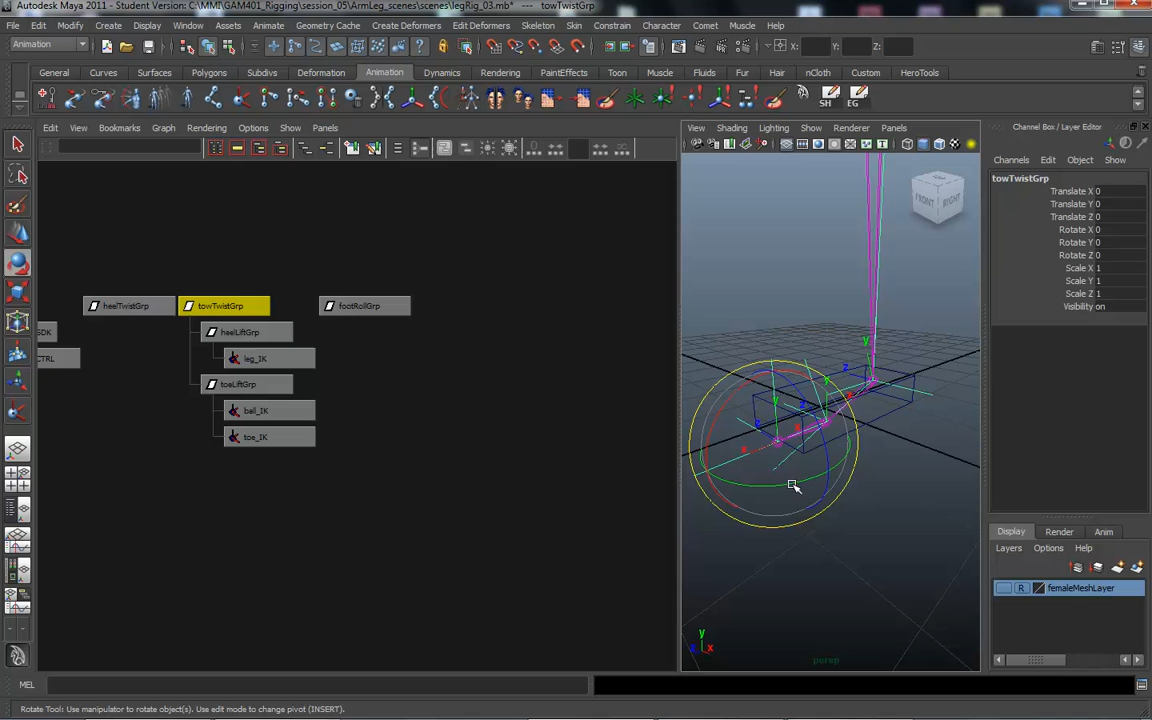 Autodesk Maya 2011 - Student Version: C:\MMI\GAM401_Rigging\session_05\ArmLeg_scenes\scenes\legRig_03.mb* --- towTwistGrp
File Edit Modify Create Display Window Assets Animate Geometry Cache Create Deformers Edit Deformers Skeleton Skin Constrain Character Comet Muscle Help
Animation X: Y: Z:
General Curves Surfaces Polygons Subdivs Deformation Animation Dynamics Rendering PaintEffects Toon Muscle Fluids Fur Hair nCloth Custom HeroTools
SH EG
Edit View Bookmarks Graph Rendering Options Show Panels
View Shading Lighting Show Renderer Panels
Channel Box / Layer Editor
Channels Edit Object Show
towTwistGrp
Translate X 0
Translate Y 0
Translate Z 0
Rotate X 0
Rotate Y 0
Rotate Z 0
Scale X 1
Scale Y 1
Scale Z 1
Visibility on
FRONT RIGHT
heelTwistGrp towTwistGrp footRollGrp
SDK heelLiftGrp
CTRL leg_IK
toeLiftGrp
ball_IK
toe_IK
y
z
y
z
y
z
x
x
x
y
z x
persp
Display Render Anim
Layers Options Help
R femaleMeshLayer
MEL
Rotate Tool: Use manipulator to rotate object(s). Use edit mode to change pivot (INSERT).